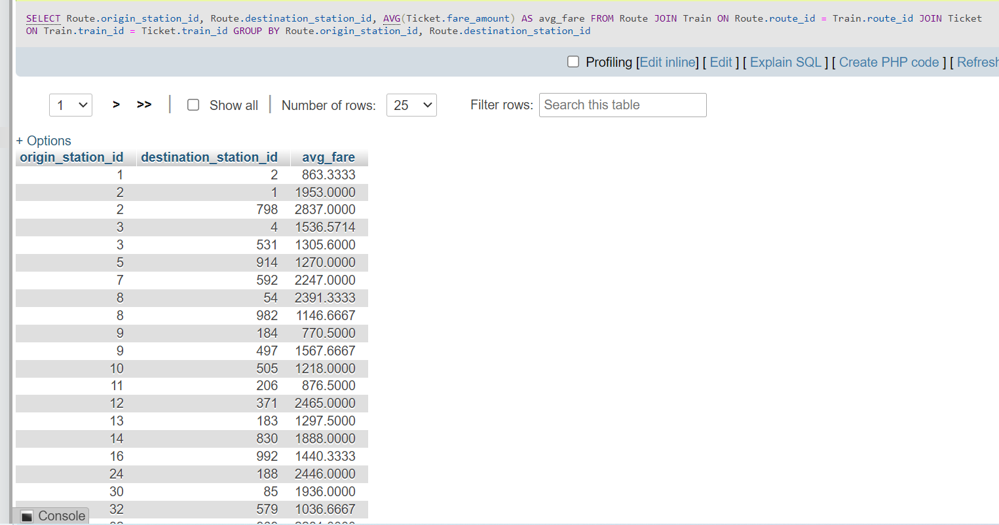 SELECT Route.origin_station_id, Route.destination_station_id, AVG(Ticket.fare_amount) AS avg_fare FROM Route JOIN Train ON Route.route_id = Train.route_id JOIN Ticket
ON Train.train_id = Ticket.train_id GROUP BY Route.origin_station_id, Route.destination_station_id
Profiling [Edit inline] [ Edit ] [ Explain SQL ] [ Create PHP code ] [ Refresh
1 > >> | Show all | Number of rows: 25 Filter rows: Search this table
+ Options
origin_station_id destination_station_id avg_fare
1 2 863.3333
2 1 1953.0000
2 798 2837.0000
3 4 1536.5714
3 531 1305.6000
5 914 1270.0000
7 592 2247.0000
8 54 2391.3333
8 982 1146.6667
9 184 770.5000
9 497 1567.6667
10 505 1218.0000
11 206 876.5000
12 371 2465.0000
13 183 1297.5000
14 830 1888.0000
16 992 1440.3333
24 188 2446.0000
30 85 1936.0000
32 579 1036.6667
Console